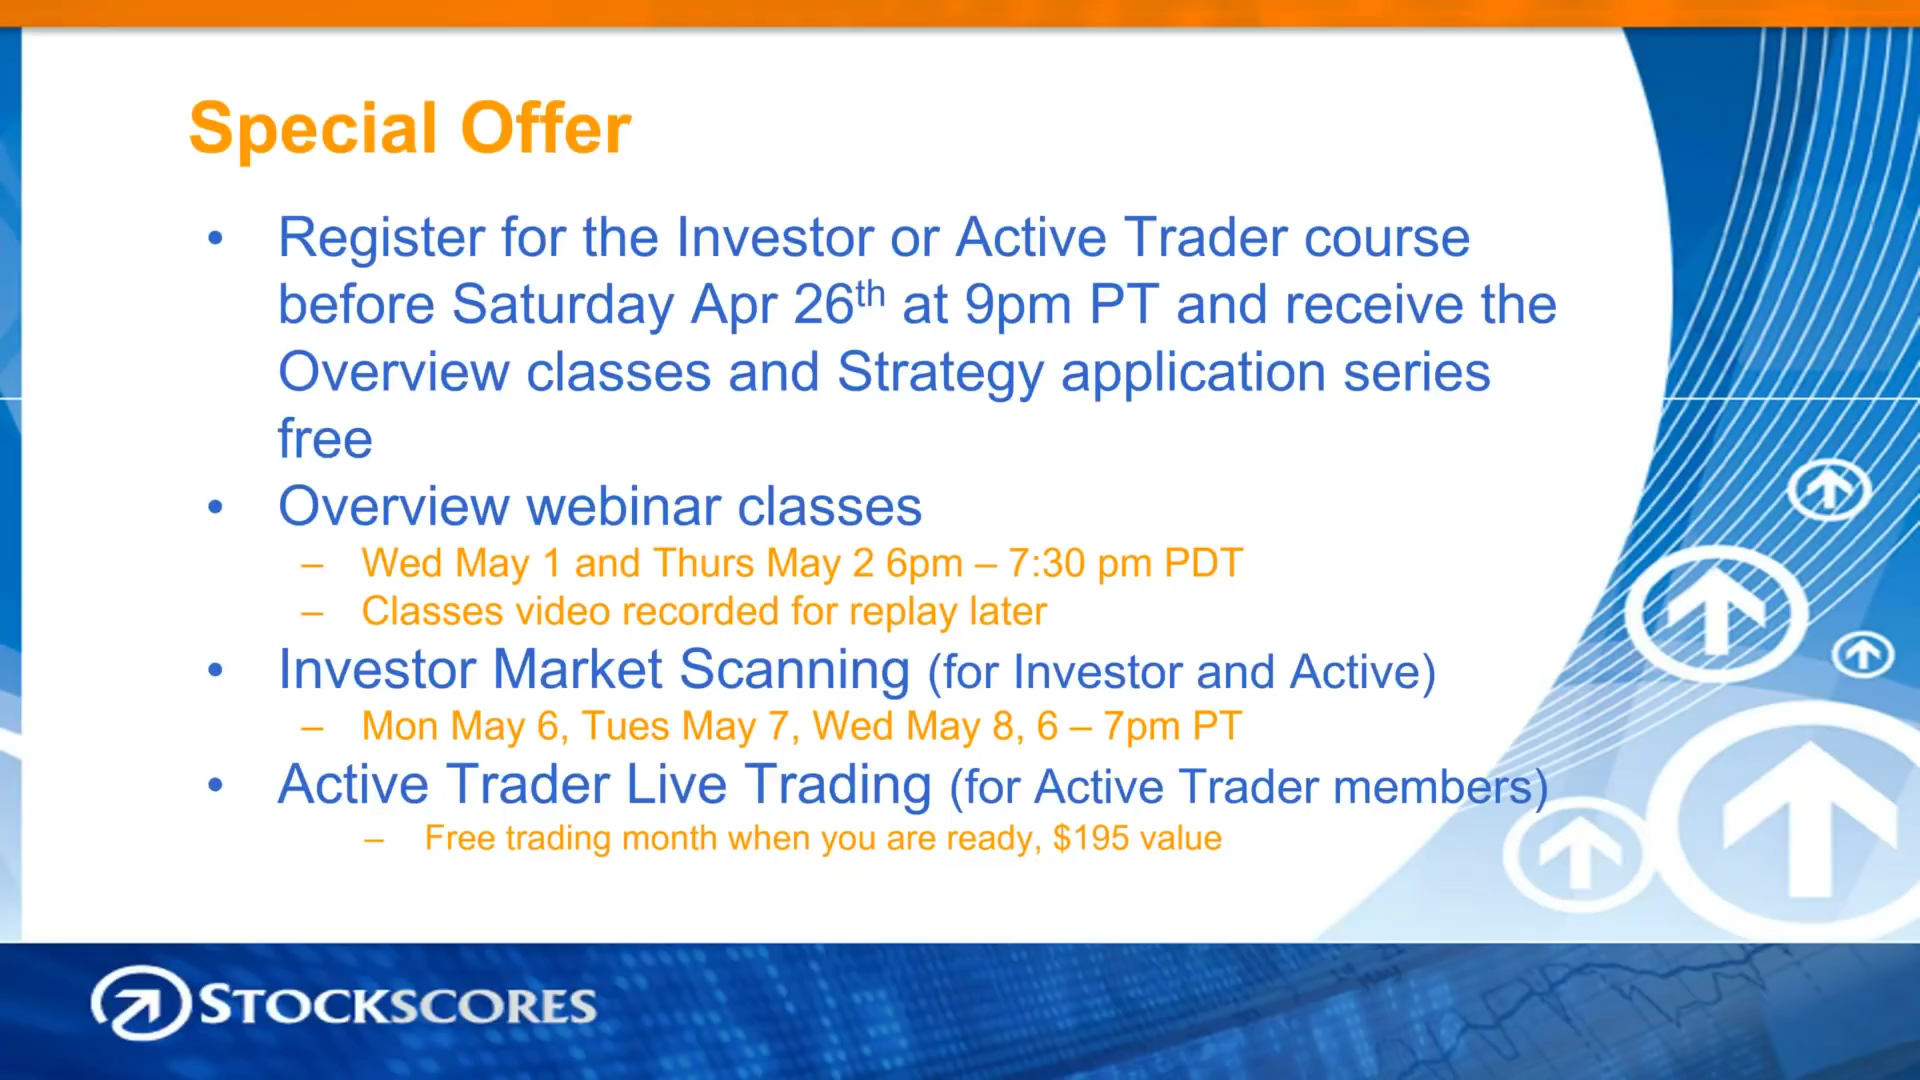 Special Offer
• Register for the Investor or Active Trader course
before Saturday Apr 26th at 9pm PT and receive the
Overview classes and Strategy application series
free
• Overview webinar classes
– Wed May 1 and Thurs May 2 6pm – 7:30 pm PDT
– Classes video recorded for replay later
• Investor Market Scanning (for Investor and Active)
– Mon May 6, Tues May 7, Wed May 8, 6 – 7pm PT
• Active Trader Live Trading (for Active Trader members)
– Free trading month when you are ready, $195 value
STOCKSCORES